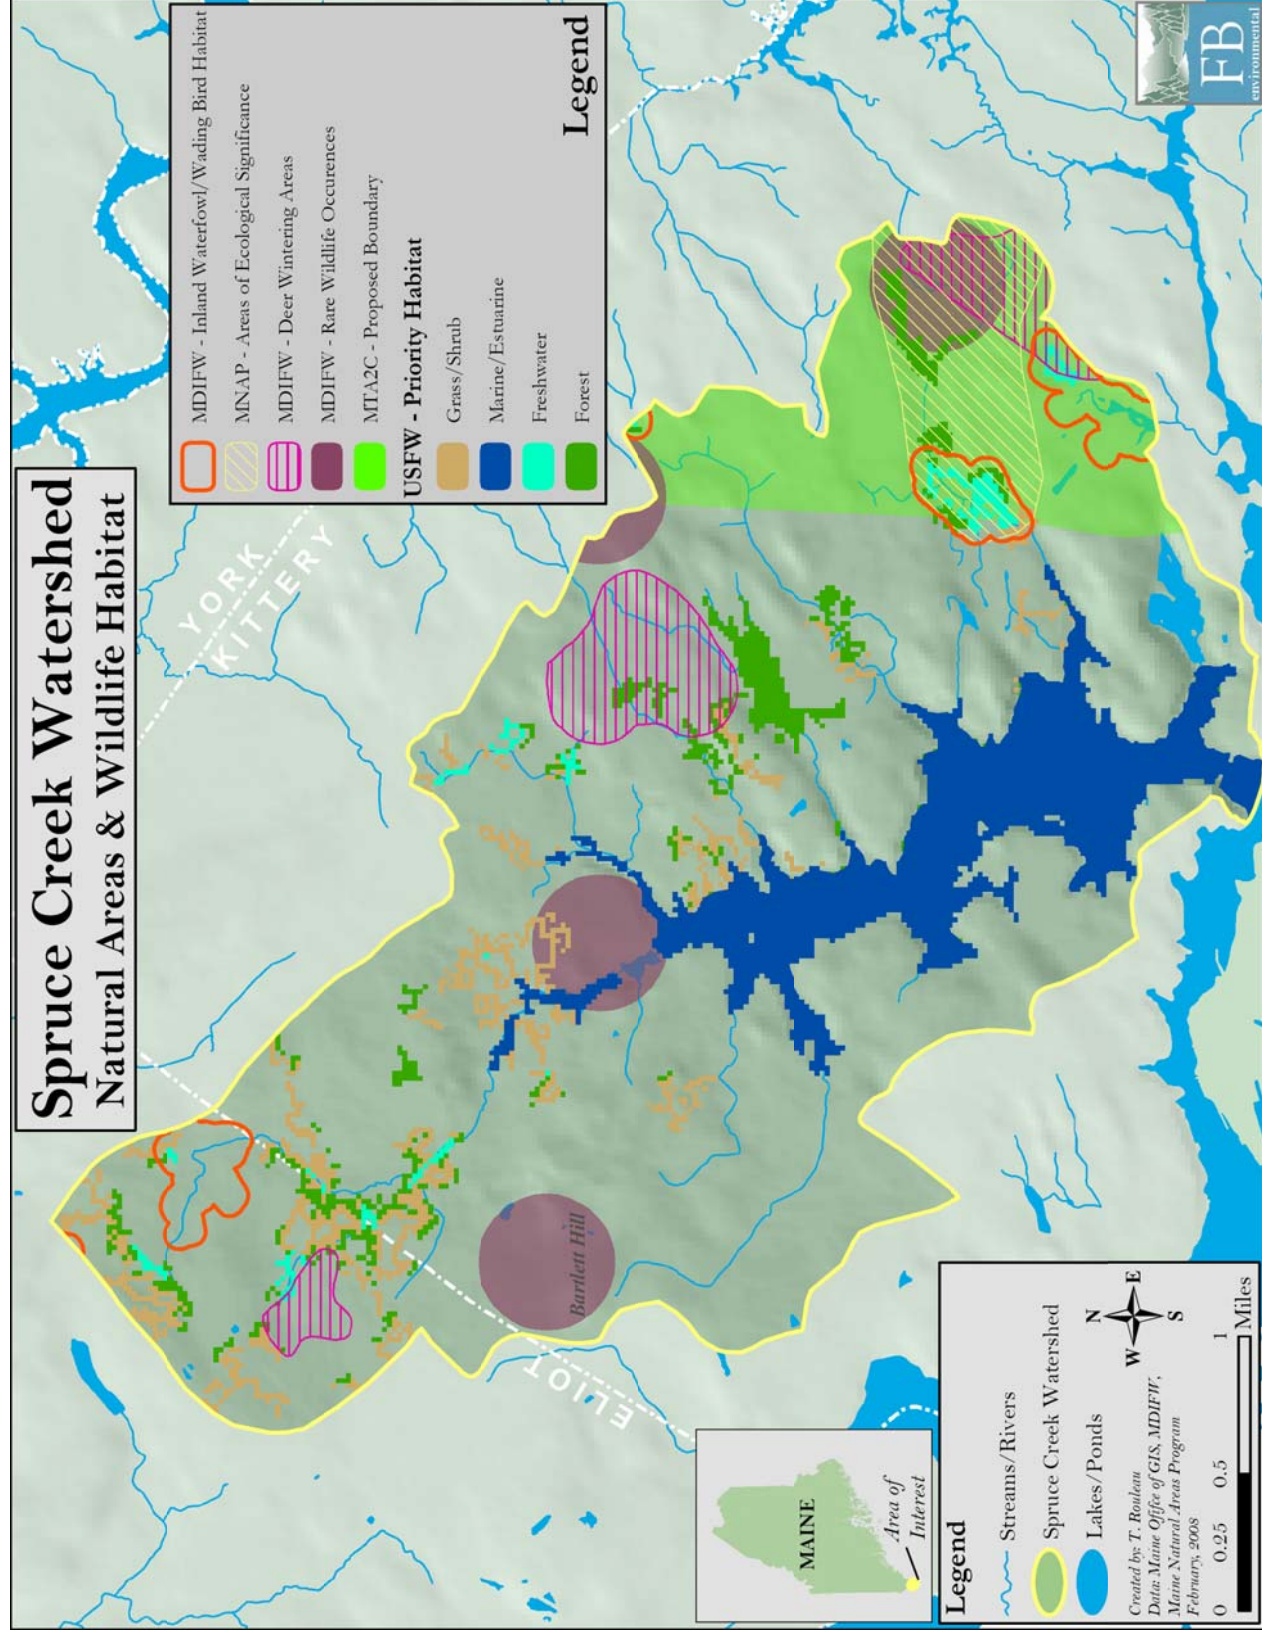 Spruce Creek Watershed
Natural Areas & Wildlife Habitat
MDIFW - Inland Waterfowl/Wading Bird Habitat
MNAP - Areas of Ecological Significance
MDIFW - Deer Wintering Areas
MDIFW - Rare Wildlife Occurences
MTA2C - Proposed Boundary
USFW - Priority Habitat
Grass/Shrub
Marine/Estuarine
Freshwater
Forest
Legend
YORK
KITTERY
ELIOT
Bartlett Hill
MAINE
Area of
Interest
Legend
Streams/Rivers
Spruce Creek Watershed
Lakes/Ponds
N
W
E
S
Created by: T. Rouleau
Data: Maine Office of GIS, MDIFW,
Maine Natural Areas Program
February, 2008
0 0.25 0.5 1
Miles
FB
environmental